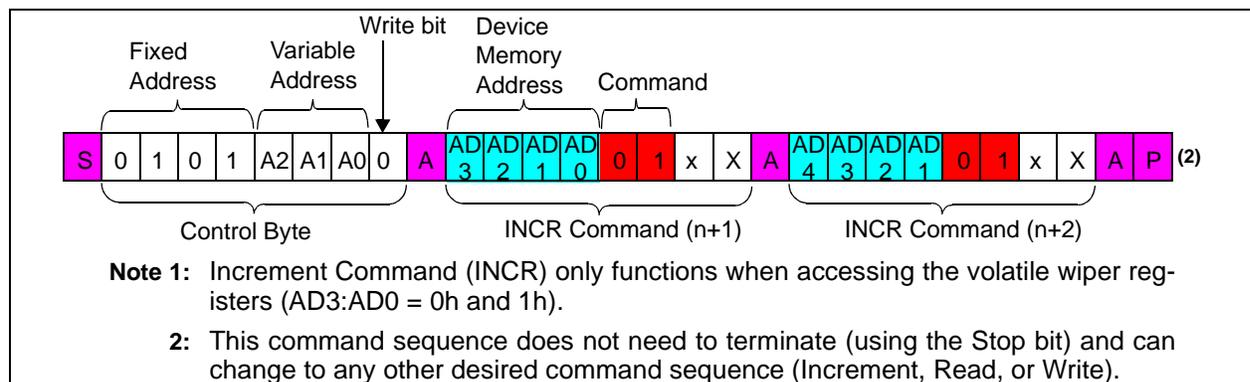 Write bit
Device
Memory
Address
Fixed
Address
Variable
Address
Command
S 0 1 0 1 A2 A1 A0 0 A AD3 AD2 AD1 AD0 0 1 x X A AD4 AD3 AD2 AD1 0 1 x X A P (2)
Control Byte INCR Command (n+1) INCR Command (n+2)
Note 1: Increment Command (INCR) only functions when accessing the volatile wiper reg-
isters (AD3:AD0 = 0h and 1h).
2: This command sequence does not need to terminate (using the Stop bit) and can
change to any other desired command sequence (Increment, Read, or Write).